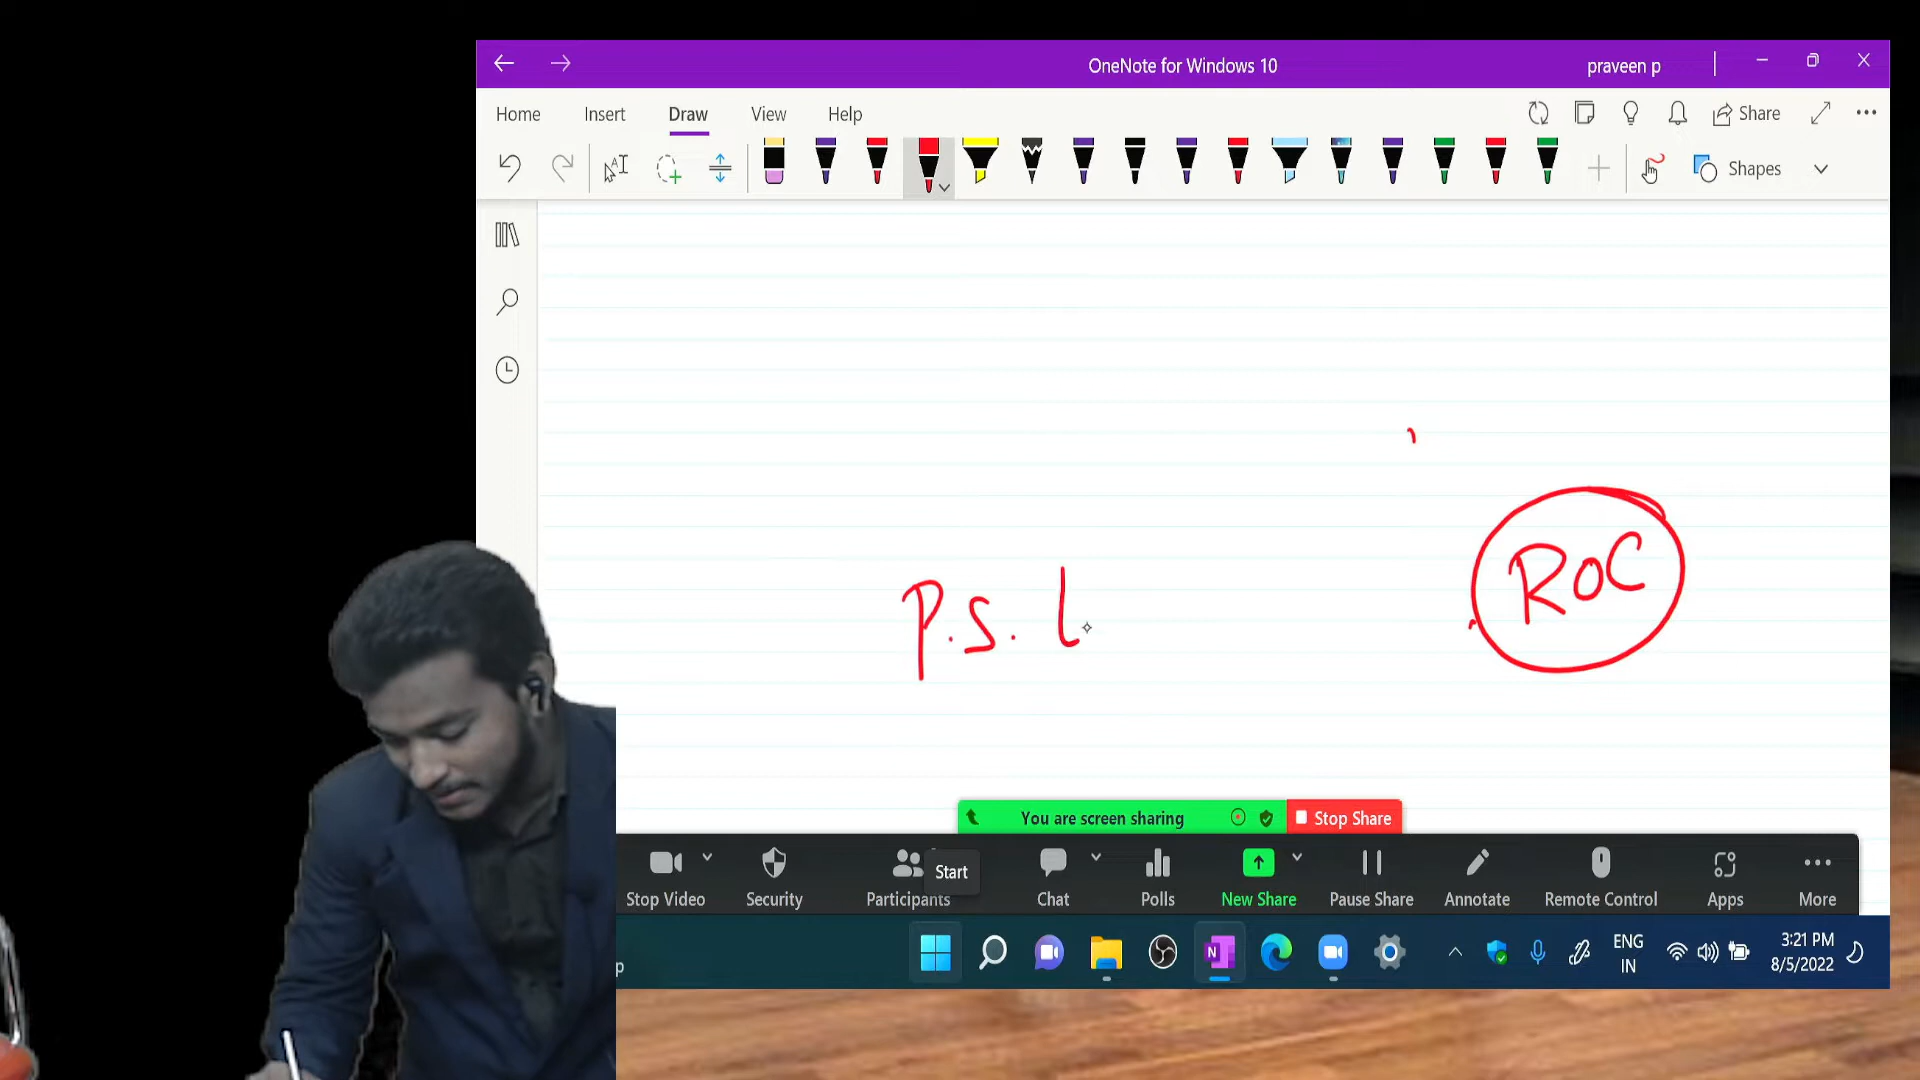 OneNote for Windows 10
praveen p
Home Insert Draw View Help
Share
Shapes
ROC
P.S. L
You are screen sharing
Stop Share
Start
Stop Video Security Participants Chat Polls New Share Pause Share Annotate Remote Control Apps More
p
ENG
IN
3:21 PM
8/5/2022